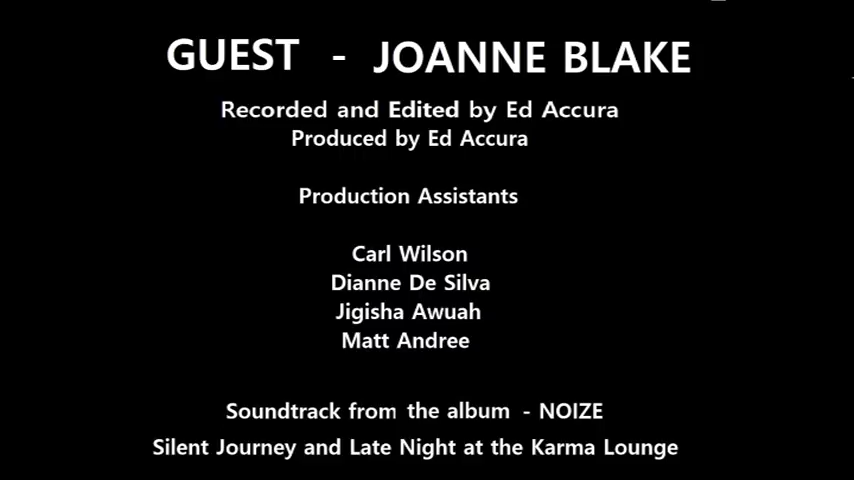 GUEST - JOANNE BLAKE
Recorded and Edited by Ed Accura
Produced by Ed Accura
Production Assistants
Carl Wilson
Dianne De Silva
Jigisha Awuah
Matt Andree
Soundtrack from the album - NOIZE
Silent Journey and Late Night at the Karma Lounge